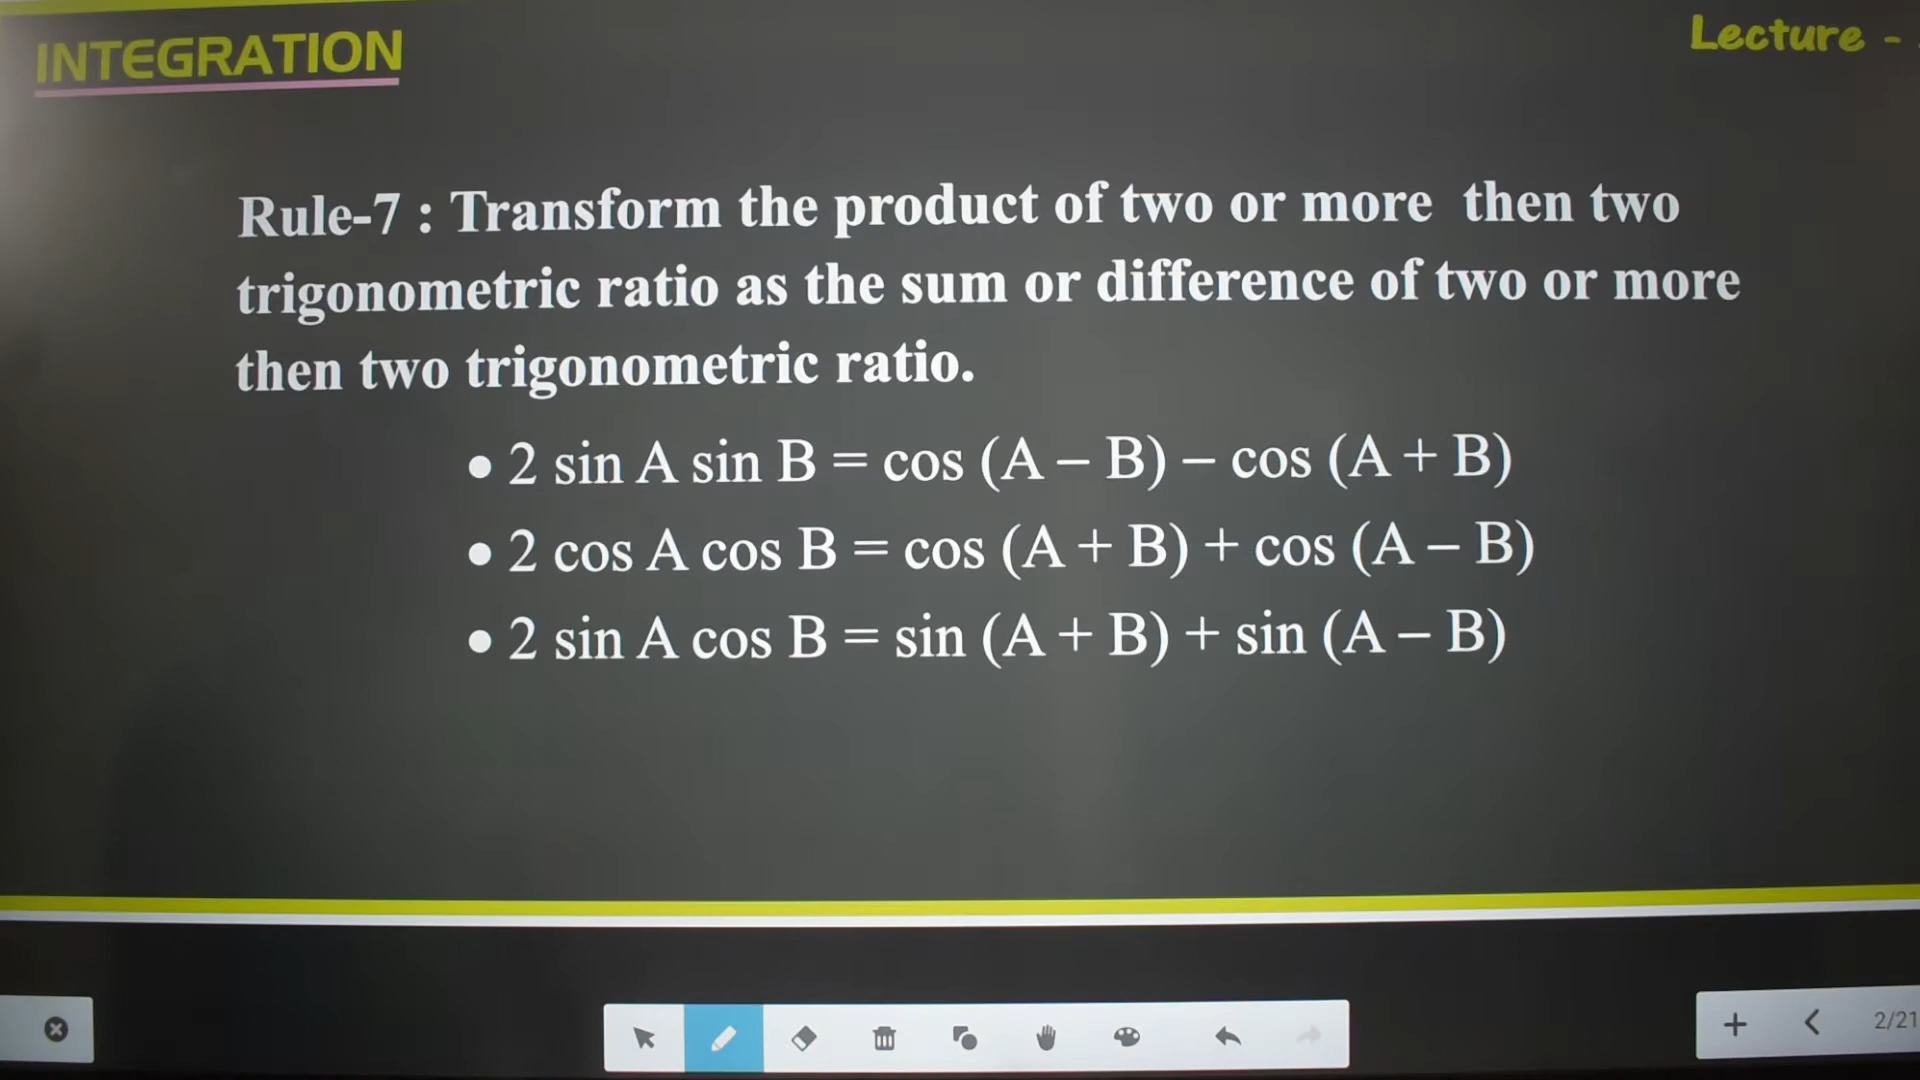 INTEGRATION
Lecture -
Rule-7 : Transform the product of two or more then two
trigonometric ratio as the sum or difference of two or more
then two trigonometric ratio.
• 2 sin A sin B = cos (A – B) – cos (A + B)
• 2 cos A cos B = cos (A + B) + cos (A – B)
• 2 sin A cos B = sin (A + B) + sin (A – B)
2/21